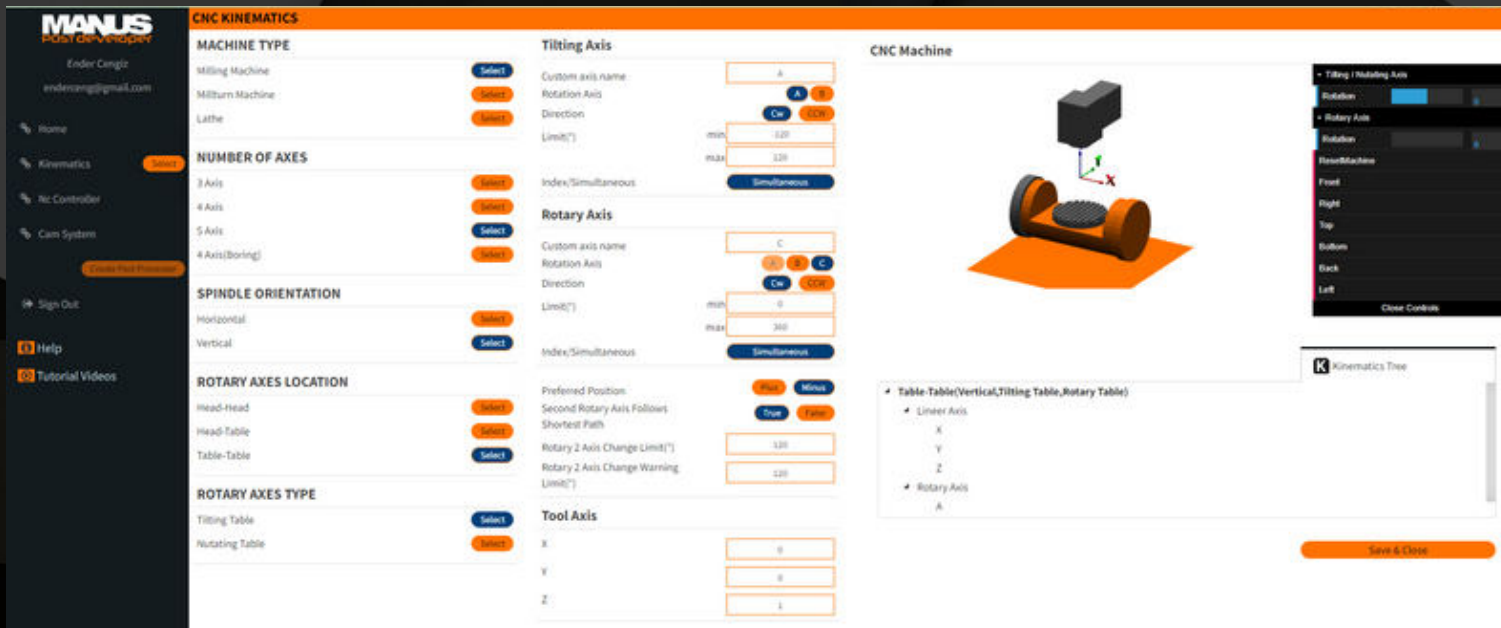 MANUS
POST developer
Ender Cengiz
Home
Kinematics
Select
Nc Controller
Cam System
Create Post Processor
Sign Out
Help
Tutorial Videos
CNC KINEMATICS
MACHINE TYPE
Milling Machine Select
Millturn Machine Select
Lathe Select
NUMBER OF AXES
3 Axis Select
4 Axis Select
5 Axis Select
4 Axis(Boring) Select
SPINDLE ORIENTATION
Horizontal Select
Vertical Select
ROTARY AXES LOCATION
Head-Head Select
Head-Table Select
Table-Table Select
ROTARY AXES TYPE
Tilting Table Select
Nutating Table Select
Tilting Axis
Custom axis name A
Rotation Axis A B
Direction Cw CCW
Limit(°) min 120
max 120
Index/Simultaneous Simultaneous
Rotary Axis
Custom axis name C
Rotation Axis A B C
Direction Cw CCW
Limit(°) min 0
max 360
Index/Simultaneous Simultaneous
Preferred Position Plus Minus
Second Rotary Axis Follows
Shortest Path True False
Rotary 2 Axis Change Limit(°) 120
Rotary 2 Axis Change Warning
Limit(°) 120
Tool Axis
X 0
Y 0
Z 1
CNC Machine
Y
X
Tilting / Nutating Axis
Rotation 0
Rotary Axis
Rotation 0
ResetMachine
Front
Right
Top
Bottom
Back
Left
Close Controls
K Kinematics Tree
Table-Table(Vertical,Tilting Table,Rotary Table)
Lineer Axis
X
Y
Z
Rotary Axis
A
Save & Close